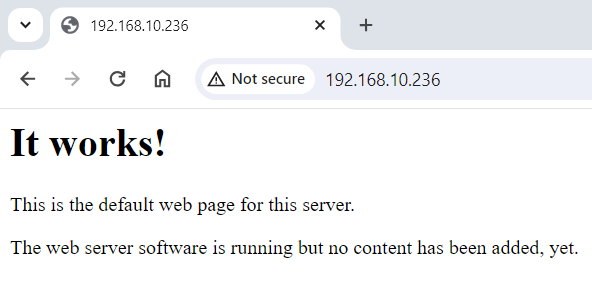 192.168.10.236
Not secure 192.168.10.236
It works!
This is the default web page for this server.
The web server software is running but no content has been added, yet.